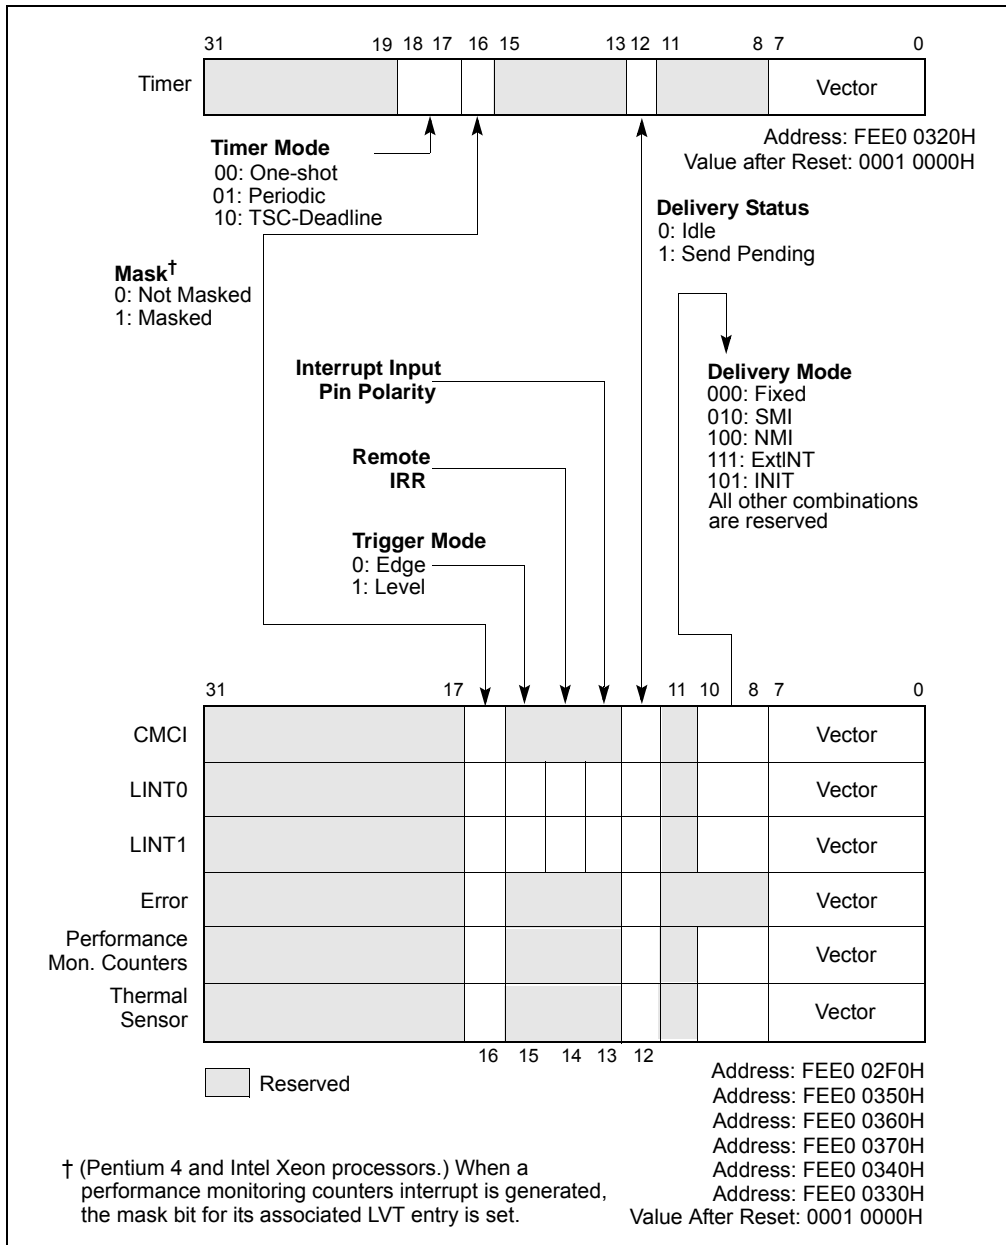 31 19 18 17 16 15 13 12 11 8 7 0
Timer Vector
Address: FEE0 0320H
Value after Reset: 0001 0000H
Timer Mode
00: One-shot
01: Periodic
10: TSC-Deadline
Delivery Status
0: Idle
1: Send Pending
Mask†
0: Not Masked
1: Masked
Interrupt Input
Pin Polarity
Delivery Mode
000: Fixed
010: SMI
100: NMI
111: ExtlNT
101: INIT
All other combinations
are reserved
Remote
IRR
Trigger Mode
0: Edge
1: Level
31 17 11 10 8 7 0
CMCI Vector
LINT0 Vector
LINT1 Vector
Error Vector
Performance
Mon. Counters Vector
Thermal
Sensor Vector
16 15 14 13 12
Reserved
Address: FEE0 02F0H
Address: FEE0 0350H
Address: FEE0 0360H
Address: FEE0 0370H
Address: FEE0 0340H
Address: FEE0 0330H
Value After Reset: 0001 0000H
† (Pentium 4 and Intel Xeon processors.) When a
performance monitoring counters interrupt is generated,
the mask bit for its associated LVT entry is set.